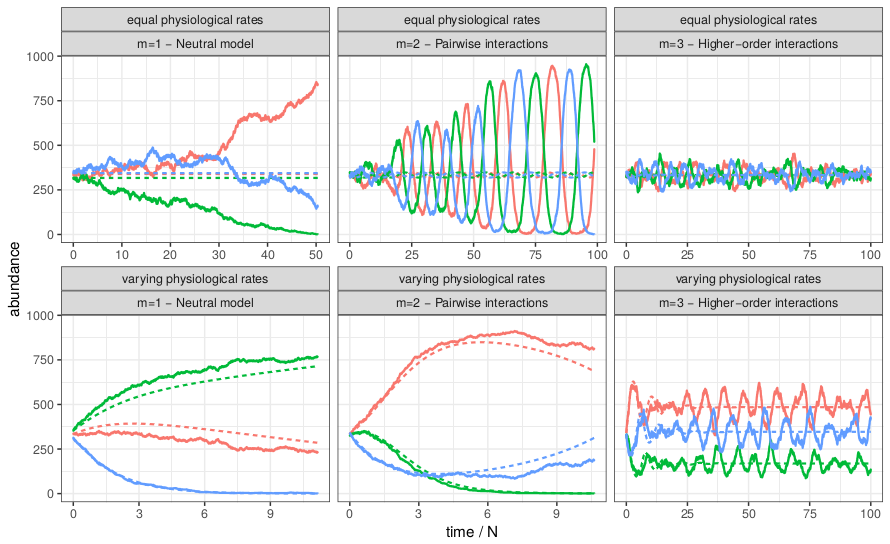 equal physiological rates
equal physiological rates
equal physiological rates
m=1 − Neutral model
m=2 − Pairwise interactions
m=3 − Higher−order interactions
1000
750
500
250
0
0 10 20 30 40 50
0 25 50 75 100
0 25 50 75 100
abundance
varying physiological rates
varying physiological rates
varying physiological rates
m=1 − Neutral model
m=2 − Pairwise interactions
m=3 − Higher−order interactions
1000
750
500
250
0
0 3 6 9
0 3 6 9
0 25 50 75 100
time / N